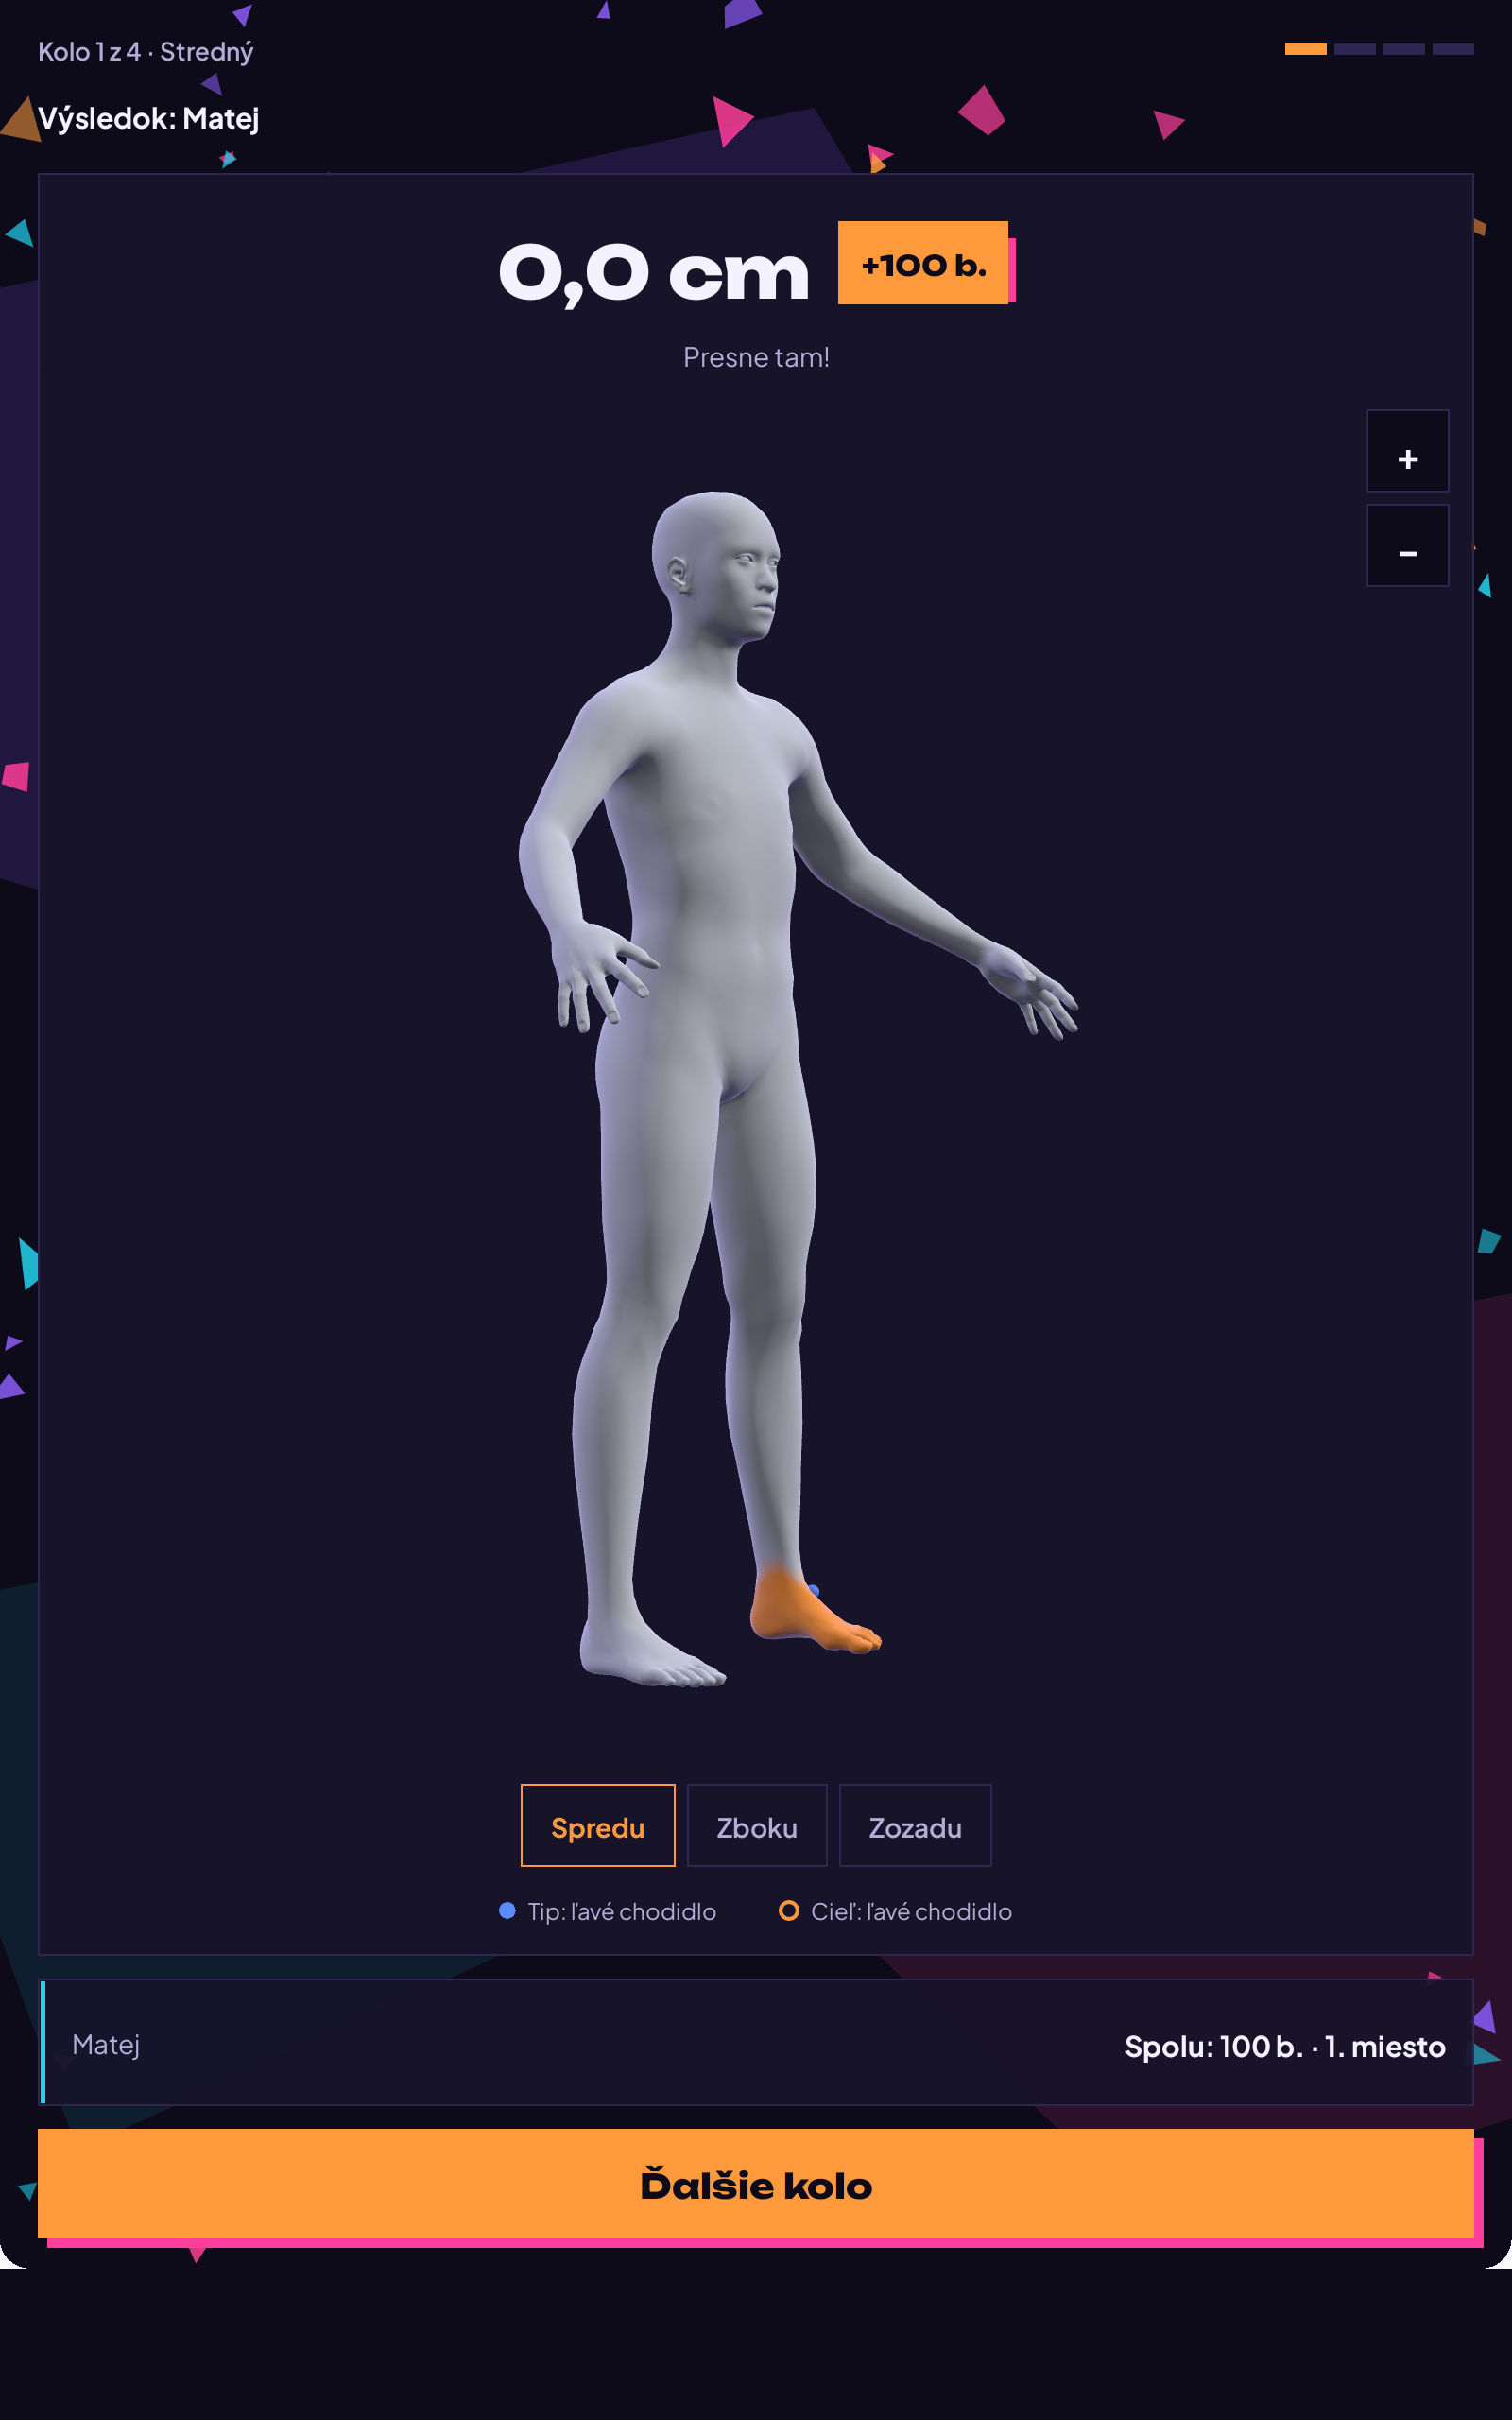 Kolo 1 z 4 · Stredný
Výsledok: Matej
0,0 cm
+100 b.
Presne tam!
+
−
Spredu
Zboku
Zozadu
Tip: ľavé chodidlo
Cieľ: ľavé chodidlo
Matej
Spolu: 100 b. · 1. miesto
Ďalšie kolo